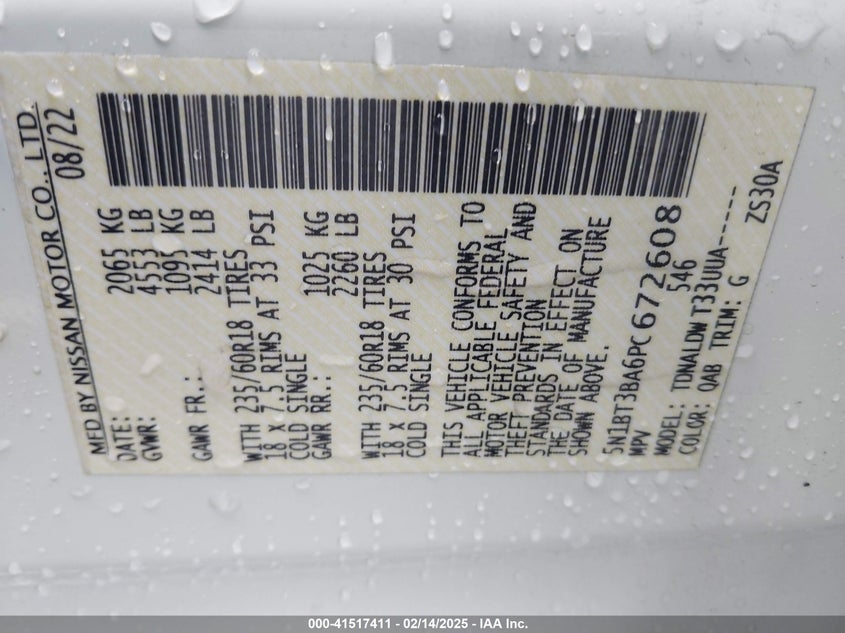 MFD BY NISSAN MOTOR CO., LTD.
DATE: 08/22
GVWR: 2065 KG
4553 LB
GAWR FR.: 1095 KG
2414 LB
WITH 235/60R18 TIRES
18 X 7.5 RIMS AT 33 PSI
COLD SINGLE
GAWR RR.: 1025 KG
2260 LB
WITH 235/60R18 TIRES
18 X 7.5 RIMS AT 30 PSI
COLD SINGLE
THIS VEHICLE CONFORMS TO
ALL APPLICABLE FEDERAL
MOTOR VEHICLE SAFETY AND
THEFT PREVENTION
STANDARDS IN EFFECT ON
THE DATE OF MANUFACTURE
SHOWN ABOVE.
5N1BT3BA6PC672608
MPV 546
MODEL: TDNALDWT33UUA------
COLOR: QAB TRIM: G ZS30A
000-41517411 - 02/14/2025 - IAA Inc.